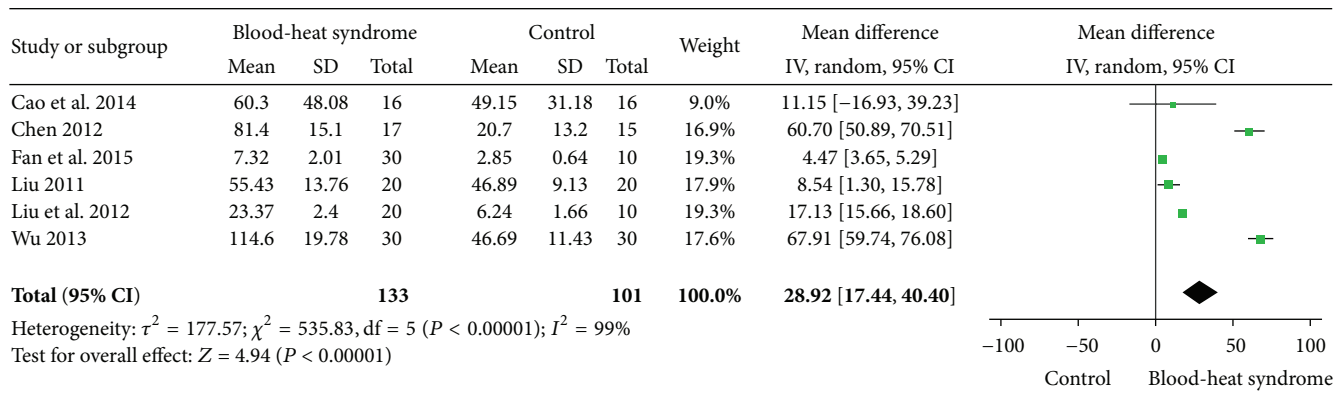 Study or subgroup Blood-heat syndrome Control Weight Mean difference Mean difference
Mean SD Total Mean SD Total IV, random, 95% CI IV, random, 95% CI
Cao et al. 2014 60.3 48.08 16 49.15 31.18 16 9.0% 11.15 [−16.93, 39.23]
Chen 2012 81.4 15.1 17 20.7 13.2 15 16.9% 60.70 [50.89, 70.51]
Fan et al. 2015 7.32 2.01 30 2.85 0.64 10 19.3% 4.47 [3.65, 5.29]
Liu 2011 55.43 13.76 20 46.89 9.13 20 17.9% 8.54 [1.30, 15.78]
Liu et al. 2012 23.37 2.4 20 6.24 1.66 10 19.3% 17.13 [15.66, 18.60]
Wu 2013 114.6 19.78 30 46.69 11.43 30 17.6% 67.91 [59.74, 76.08]
Total (95% CI) 133 101 100.0% 28.92 [17.44, 40.40]
Heterogeneity: τ² = 177.57; χ² = 535.83, df = 5 (P < 0.00001); I² = 99%
Test for overall effect: Z = 4.94 (P < 0.00001)
−100 −50 0 50 100
Control Blood-heat syndrome